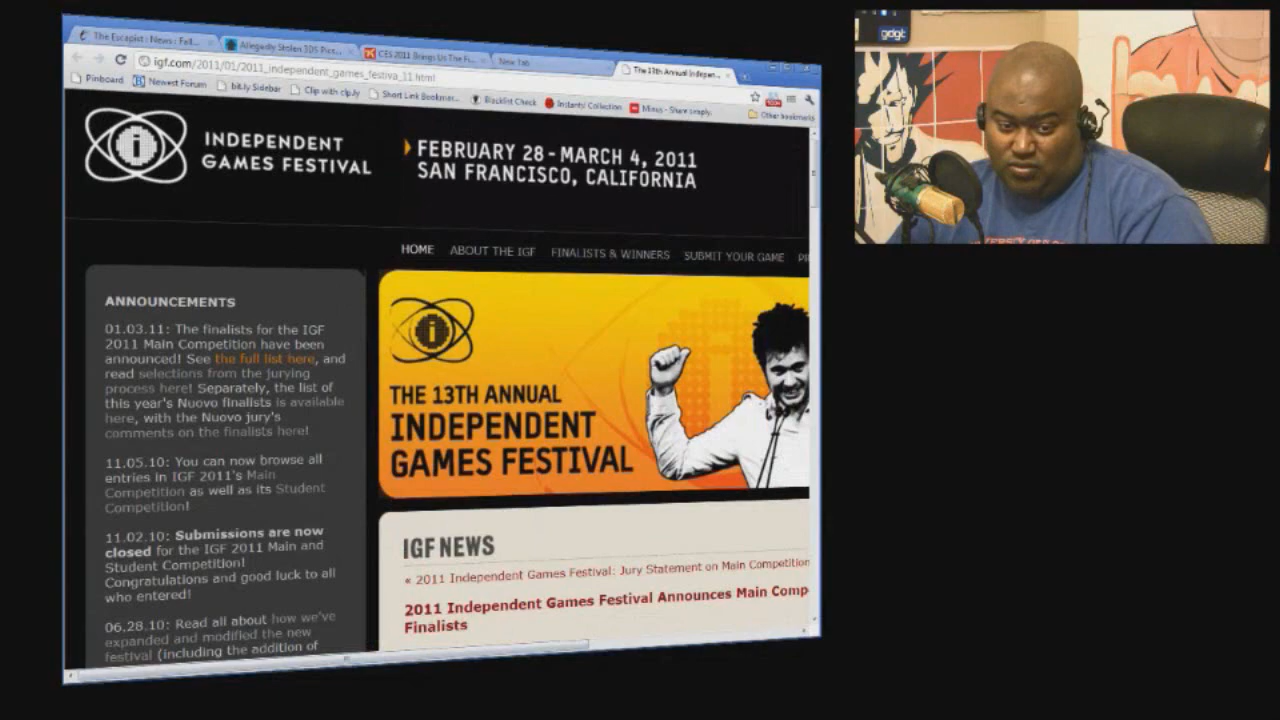 The Escapist : News : Fall...
Allegedly Stolen 3DS Pict...
CES 2011 Brings Us The Fi...
New Tab
The 13th Annual Indepen...
igf.com/2011/01/2011_independent_games_festiva_11.html
Pinboard
Newest Forum
bit.ly Sidebar
Clip with clp.ly
Short Link Bookmar...
Blacklist Check
Instantly! Collection
Minus - Share simply.
Other bookmarks
INDEPENDENT
GAMES FESTIVAL
FEBRUARY 28 - MARCH 4, 2011
SAN FRANCISCO, CALIFORNIA
HOME ABOUT THE IGF FINALISTS & WINNERS SUBMIT YOUR GAME
ANNOUNCEMENTS
01.03.11: The finalists for the IGF
2011 Main Competition have been
announced! See the full list here, and
read selections from the jurying
process here! Separately, the list of
this year's Nuovo finalists is available
here, with the Nuovo jury's
comments on the finalists here!
11.05.10: You can now browse all
entries in IGF 2011's Main
Competition as well as its Student
Competition!
11.02.10: Submissions are now
closed for the IGF 2011 Main and
Student Competition!
Congratulations and good luck to all
who entered!
06.28.10: Read all about how we've
expanded and modified the new
festival (including the addition of
THE 13TH ANNUAL
INDEPENDENT
GAMES FESTIVAL
IGF NEWS
« 2011 Independent Games Festival: Jury Statement on Main Competition
2011 Independent Games Festival Announces Main Comp
Finalists
gdgt